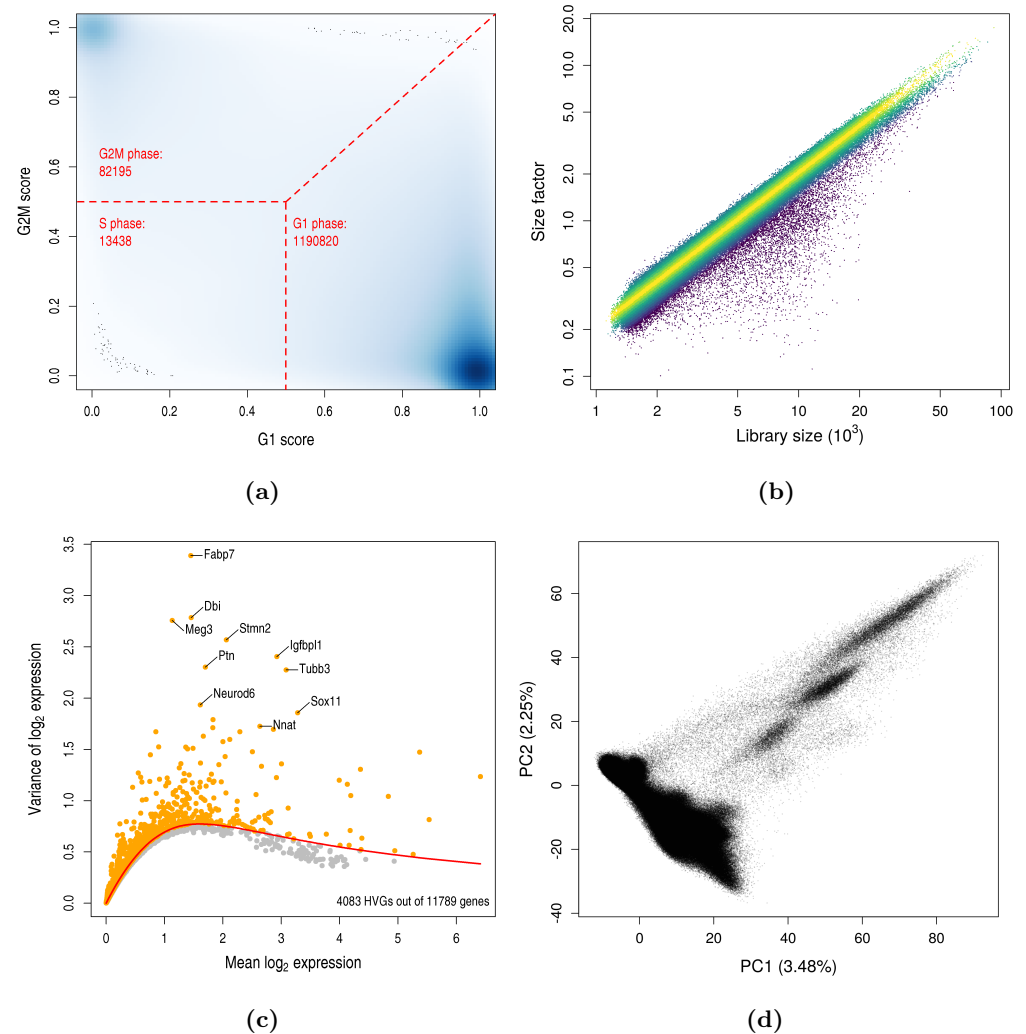 1.0
0.8
0.6
0.4
0.2
0.0
G2M score
G2M phase:
82195
S phase:
13438
G1 phase:
1190820
0.0 0.2 0.4 0.6 0.8 1.0
G1 score
(a)
20.0
10.0
5.0
2.0
1.0
0.5
0.2
0.1
Size factor
1 2 5 10 20 50 100
Library size (10³)
(b)
3.5
3.0
2.5
2.0
1.5
1.0
0.5
0.0
Variance of log₂ expression
Fabp7
Dbi
Meg3
Stmn2
Ptn
Igfbpl1
Tubb3
Neurod6
Sox11
Nnat
4083 HVGs out of 11789 genes
0 1 2 3 4 5 6
Mean log₂ expression
(c)
60
40
20
0
-20
-40
PC2 (2.25%)
0 20 40 60 80
PC1 (3.48%)
(d)